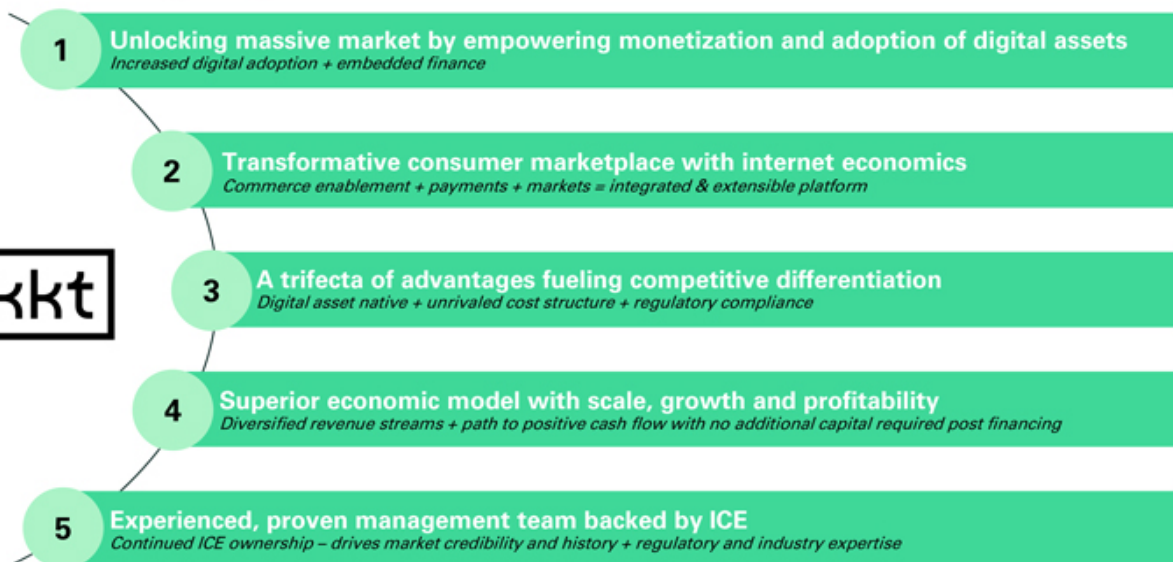 1
Unlocking massive market by empowering monetization and adoption of digital assets
Increased digital adoption + embedded finance
2
Transformative consumer marketplace with internet economics
Commerce enablement + payments + markets = integrated & extensible platform
kkt
3
A trifecta of advantages fueling competitive differentiation
Digital asset native + unrivaled cost structure + regulatory compliance
4
Superior economic model with scale, growth and profitability
Diversified revenue streams + path to positive cash flow with no additional capital required post financing
5
Experienced, proven management team backed by ICE
Continued ICE ownership – drives market credibility and history + regulatory and industry expertise